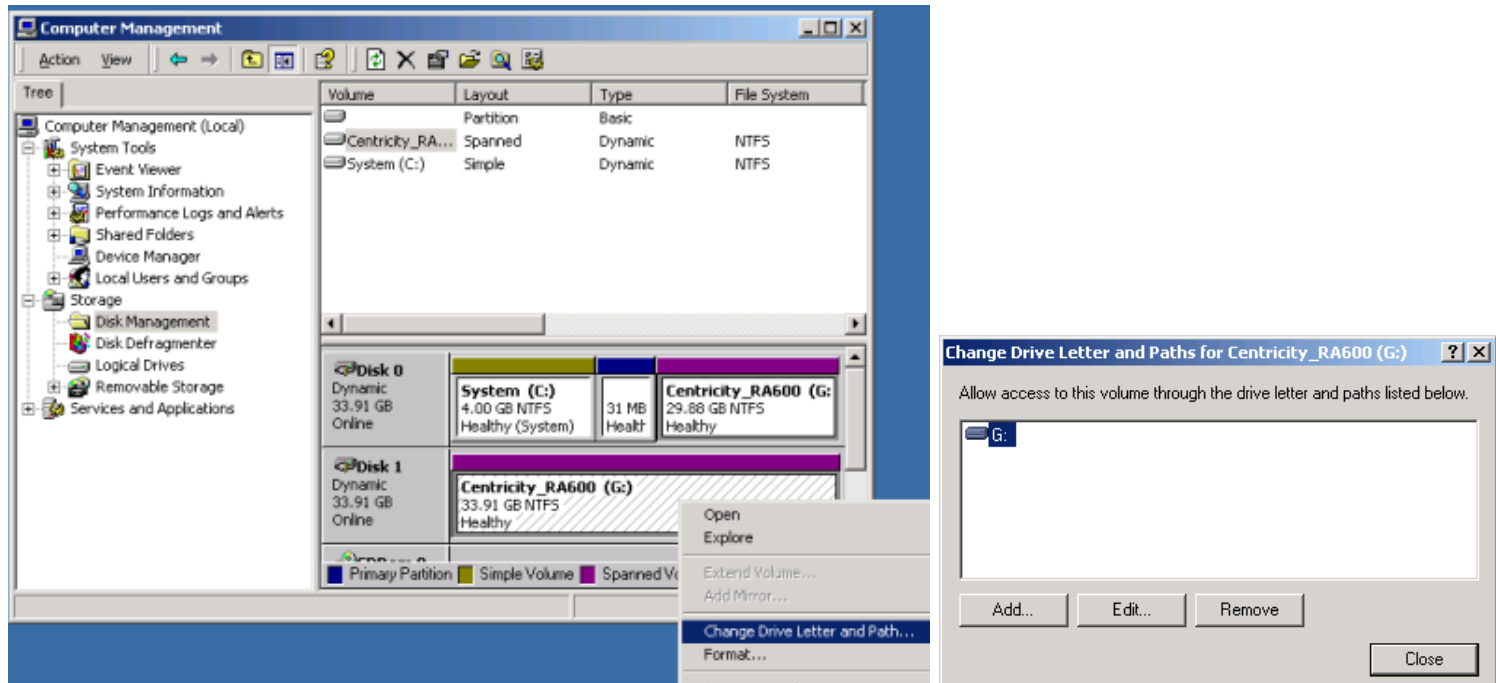 Computer Management
Action View
Tree
Computer Management (Local)
System Tools
Event Viewer
System Information
Performance Logs and Alerts
Shared Folders
Device Manager
Local Users and Groups
Storage
Disk Management
Disk Defragmenter
Logical Drives
Removable Storage
Services and Applications
Volume Layout Type File System
Partition Basic
Centricity_RA... Spanned Dynamic NTFS
System (C:) Simple Dynamic NTFS
Disk 0
Dynamic
33.91 GB
Online
System (C:)
4.00 GB NTFS
Healthy (System)
31 MB
Healt
Centricity_RA600 (G:
29.88 GB NTFS
Healthy
Disk 1
Dynamic
33.91 GB
Online
Centricity_RA600 (G:)
33.91 GB NTFS
Healthy
Primary Partition Simple Volume Spanned Vo
Open
Explore
Extend Volume...
Add Mirror...
Change Drive Letter and Path...
Format...
Change Drive Letter and Paths for Centricity_RA600 (G:)
Allow access to this volume through the drive letter and paths listed below.
G:
Add... Edit... Remove
Close